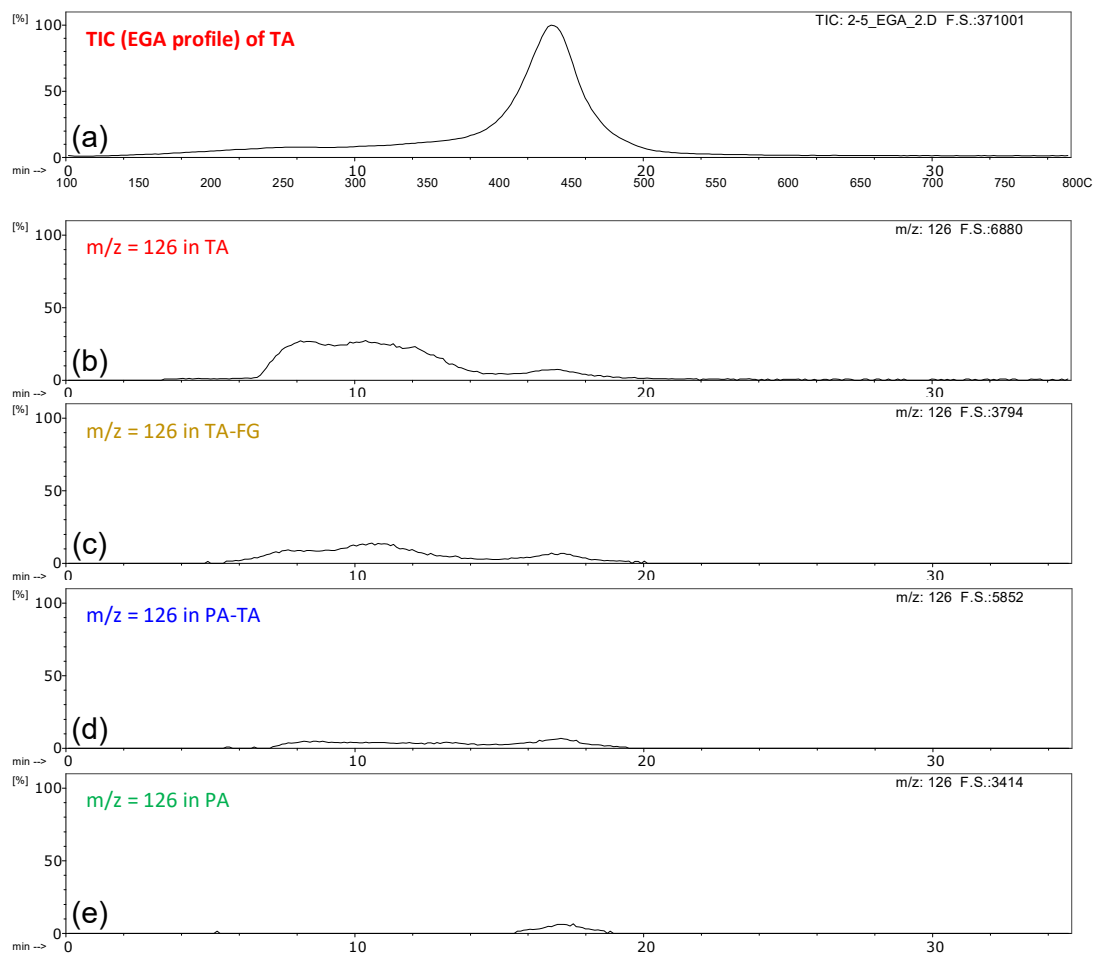 [%] 100 TIC: 2-5_EGA_2.D F.S.:371001
TIC (EGA profile) of TA
50
(a)
0
min --> 10 20 30
100 150 200 250 300 350 400 450 500 550 600 650 700 750 800C
[%] 100 m/z: 126 F.S.:6880
m/z = 126 in TA
50
(b)
0
min --> 0 10 20 30
[%] 100 m/z: 126 F.S.:3794
m/z = 126 in TA-FG
50
(c)
0
min --> 0 10 20 30
[%] 100 m/z: 126 F.S.:5852
m/z = 126 in PA-TA
50
(d)
0
min --> 0 10 20 30
[%] 100 m/z: 126 F.S.:3414
m/z = 126 in PA
50
(e)
0
min --> 0 10 20 30